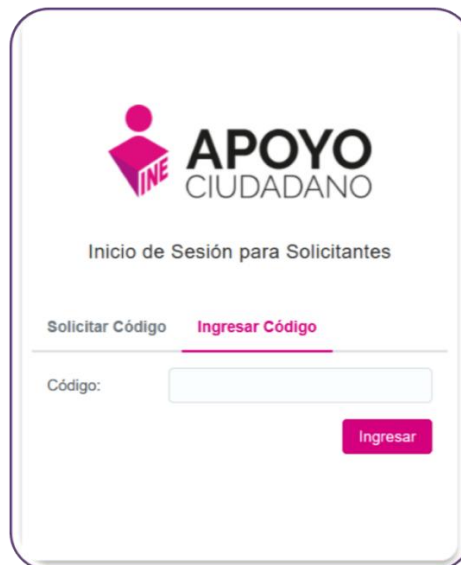 INE
APOYO
CIUDADANO
Inicio de Sesión para Solicitantes
Solicitar Código Ingresar Código
Código:
Ingresar